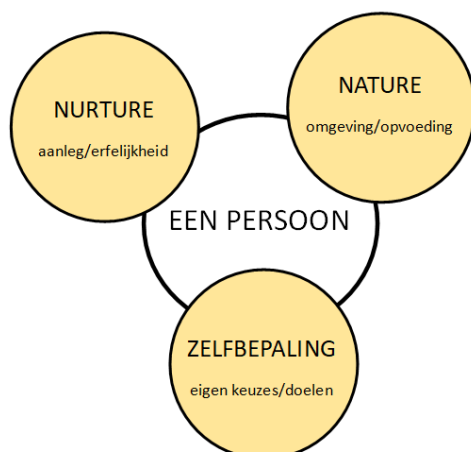 NURTURE
aanleg/erfelijkheid
NATURE
omgeving/opvoeding
EEN PERSOON
ZELFBEPALING
eigen keuzes/doelen